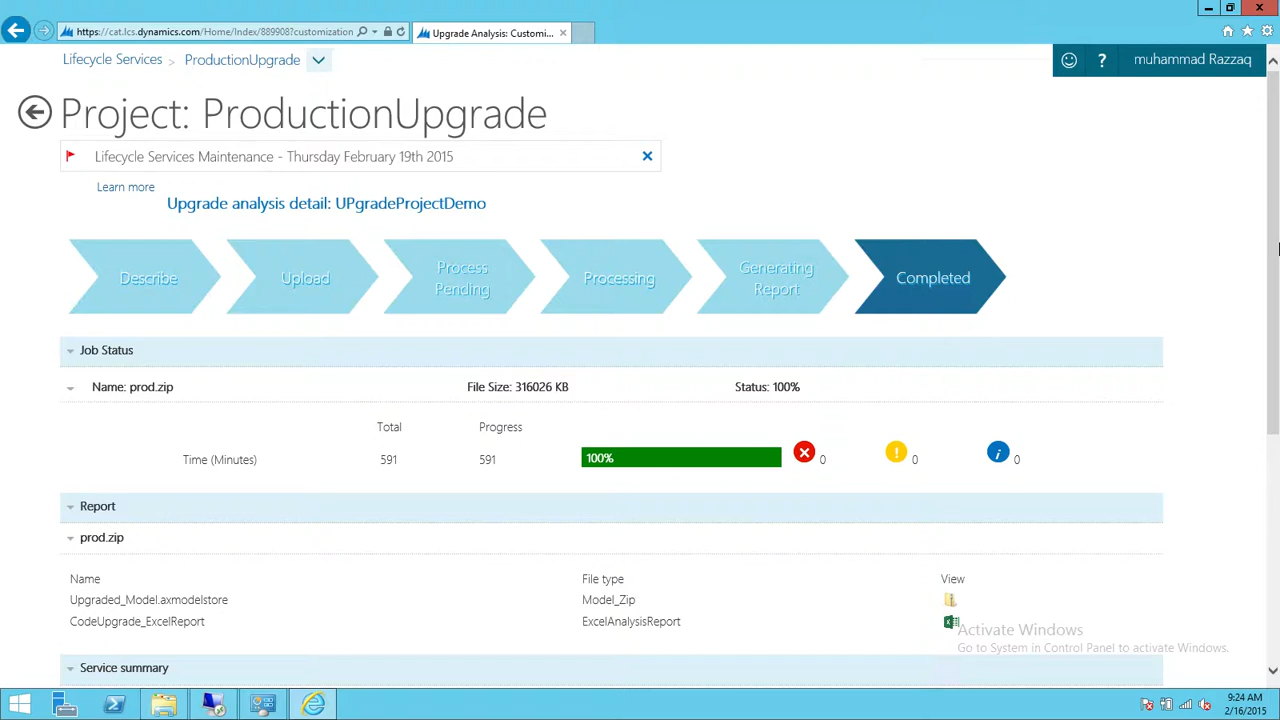 https://cat.lcs.dynamics.com/Home/Index/889908?customization
Upgrade Analysis: Customi...
Lifecycle Services > ProductionUpgrade
? muhammad Razzaq
Project: ProductionUpgrade
Lifecycle Services Maintenance - Thursday February 19th 2015
Learn more
Upgrade analysis detail: UPgradeProjectDemo
Describe
Upload
Process
Pending
Processing
Generating
Report
Completed
Job Status
Name: prod.zip File Size: 316026 KB Status: 100%
Total Progress
Time (Minutes) 591 591 100% 0 0 0
Report
prod.zip
Name File type View
Upgraded_Model.axmodelstore Model_Zip
CodeUpgrade_ExcelReport ExcelAnalysisReport
Activate Windows
Go to System in Control Panel to activate Windows.
Service summary
9:24 AM
2/16/2015